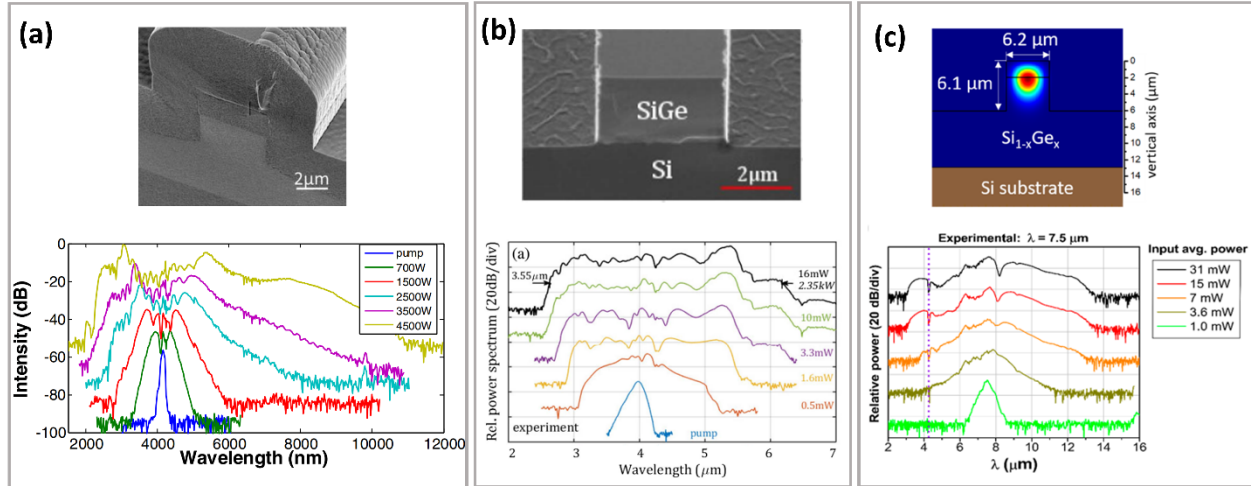 (a)
2μm
Intensity (dB)
0
-20
-40
-60
-80
-100
pump
700W
1500W
2500W
3500W
4500W
2000
4000
6000
8000
10000
12000
Wavelength (nm)
(b)
SiGe
Si
2μm
(a)
Rel. power spectrum (20dB/div)
3.55μm
16mW
2.35kW
10mW
3.3mW
1.6mW
0.5mW
experiment
pump
2
3
4
5
6
7
Wavelength (μm)
(c)
6.2 μm
6.1 μm
Si1-xGex
Si substrate
0
2
4
6
8
10
12
14
16
vertical axis (μm)
Experimental: λ = 7.5 μm
Relative power (20 dB/div)
Input avg. power
31 mW
15 mW
7 mW
3.6 mW
1.0 mW
2
4
6
8
10
12
14
16
λ (μm)